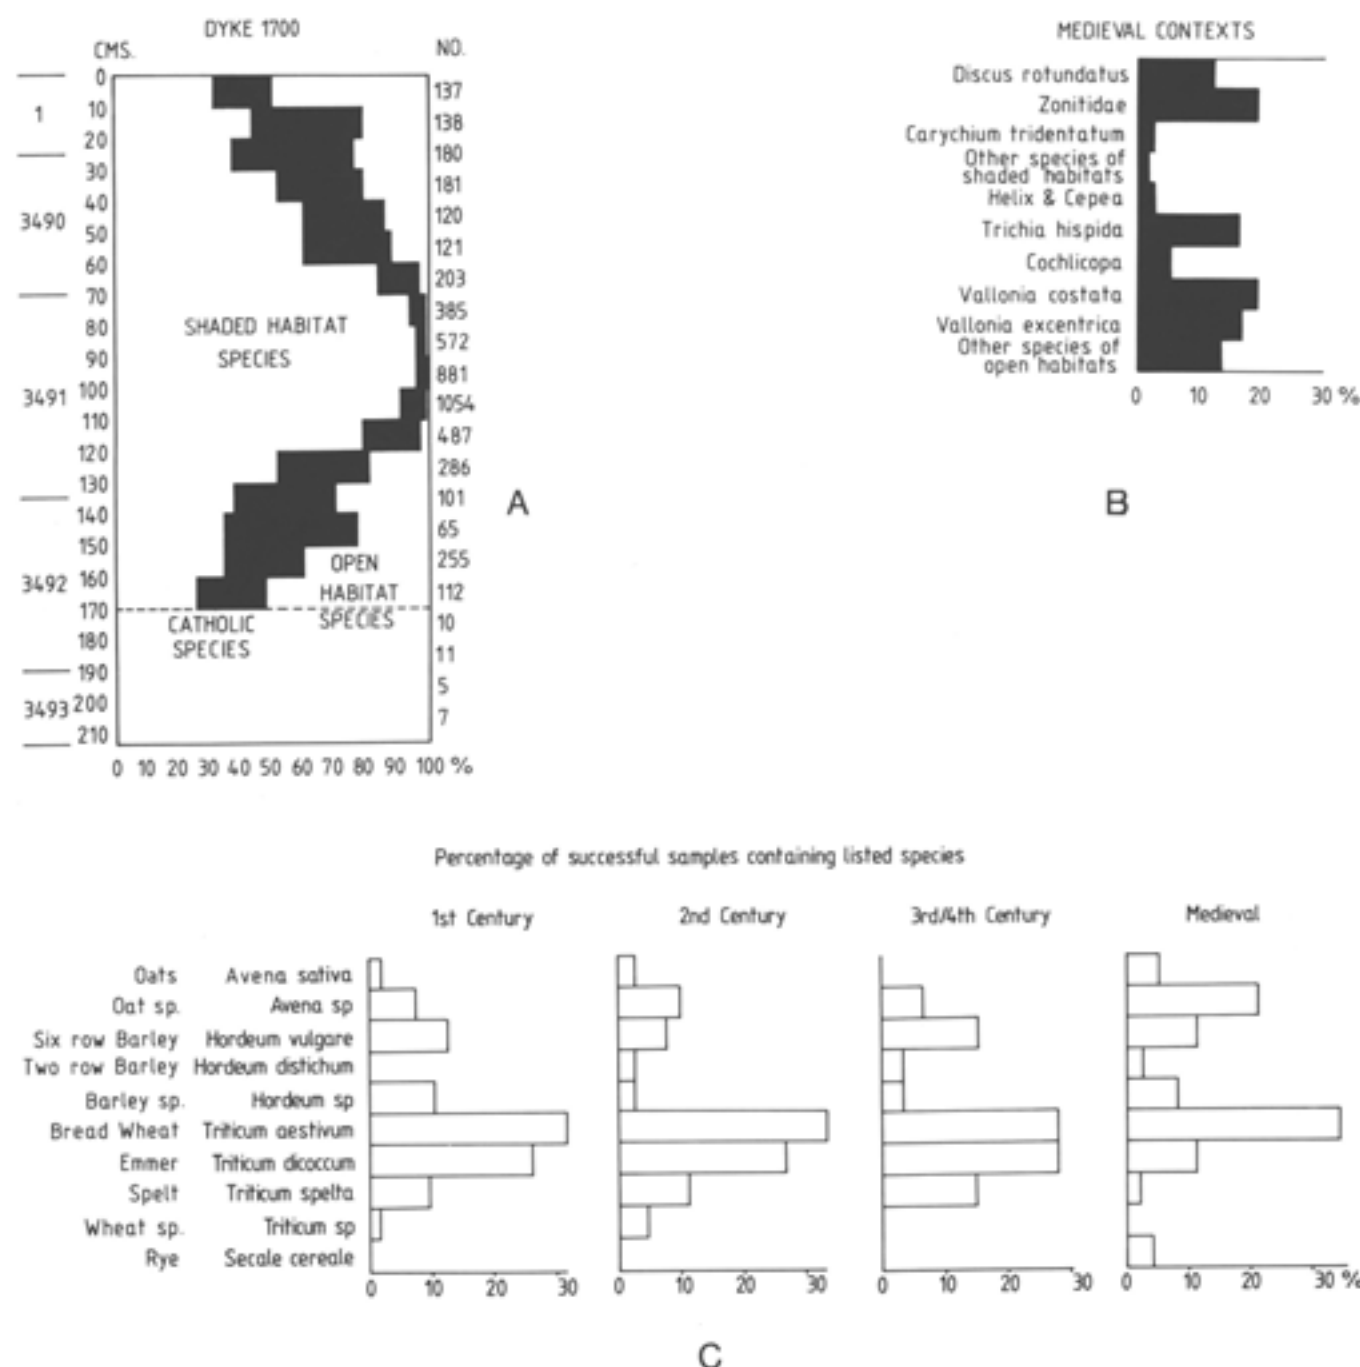 DYKE 1700
CMS.
NO.
0
137
10
138
20
180
30
181
40
120
50
121
60
203
70
385
80
572
90
881
100
1054
110
487
120
286
130
101
140
65
150
255
160
112
170
10
180
11
190
5
200
7
210
1
3490
3491
3492
3493
SHADED HABITAT
SPECIES
OPEN
HABITAT
SPECIES
CATHOLIC
SPECIES
0 10 20 30 40 50 60 70 80 90 100 %
A
MEDIEVAL CONTEXTS
Discus rotundatus
Zonitidae
Carychium tridentatum
Other species of
shaded habitats
Helix & Cepea
Trichia hispida
Cochlicopa
Vallonia costata
Vallonia excentrica
Other species of
open habitats
0 10 20 30 %
B
Percentage of successful samples containing listed species
1st Century 2nd Century 3rd/4th Century Medieval
Oats Avena sativa
Oat sp. Avena sp
Six row Barley Hordeum vulgare
Two row Barley Hordeum distichum
Barley sp. Hordeum sp
Bread Wheat Triticum aestivum
Emmer Triticum dicoccum
Spelt Triticum spelta
Wheat sp. Triticum sp
Rye Secale cereale
0 10 20 30 0 10 20 30 0 10 20 30 0 10 20 30 %
C